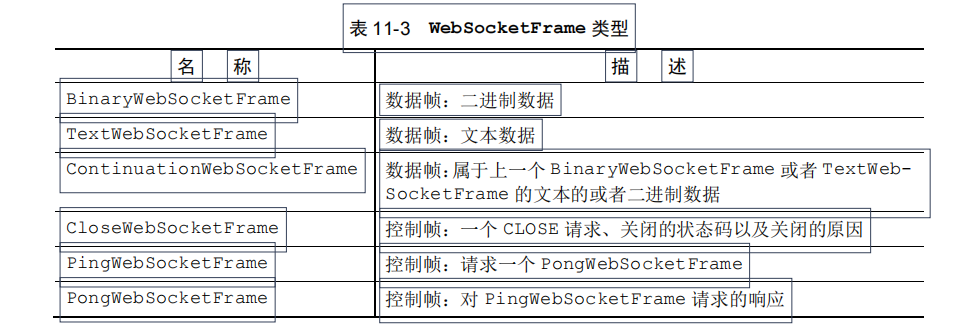 表 11-3 WebSocketFrame 类型
名 称 描 述
BinaryWebSocketFrame 数据帧：二进制数据
TextWebSocketFrame 数据帧：文本数据
ContinuationWebSocketFrame 数据帧：属于上一个 BinaryWebSocketFrame 或者 TextWeb-
SocketFrame 的文本的或者二进制数据
CloseWebSocketFrame 控制帧：一个 CLOSE 请求、关闭的状态码以及关闭的原因
PingWebSocketFrame 控制帧：请求一个 PongWebSocketFrame
PongWebSocketFrame 控制帧：对 PingWebSocketFrame 请求的响应